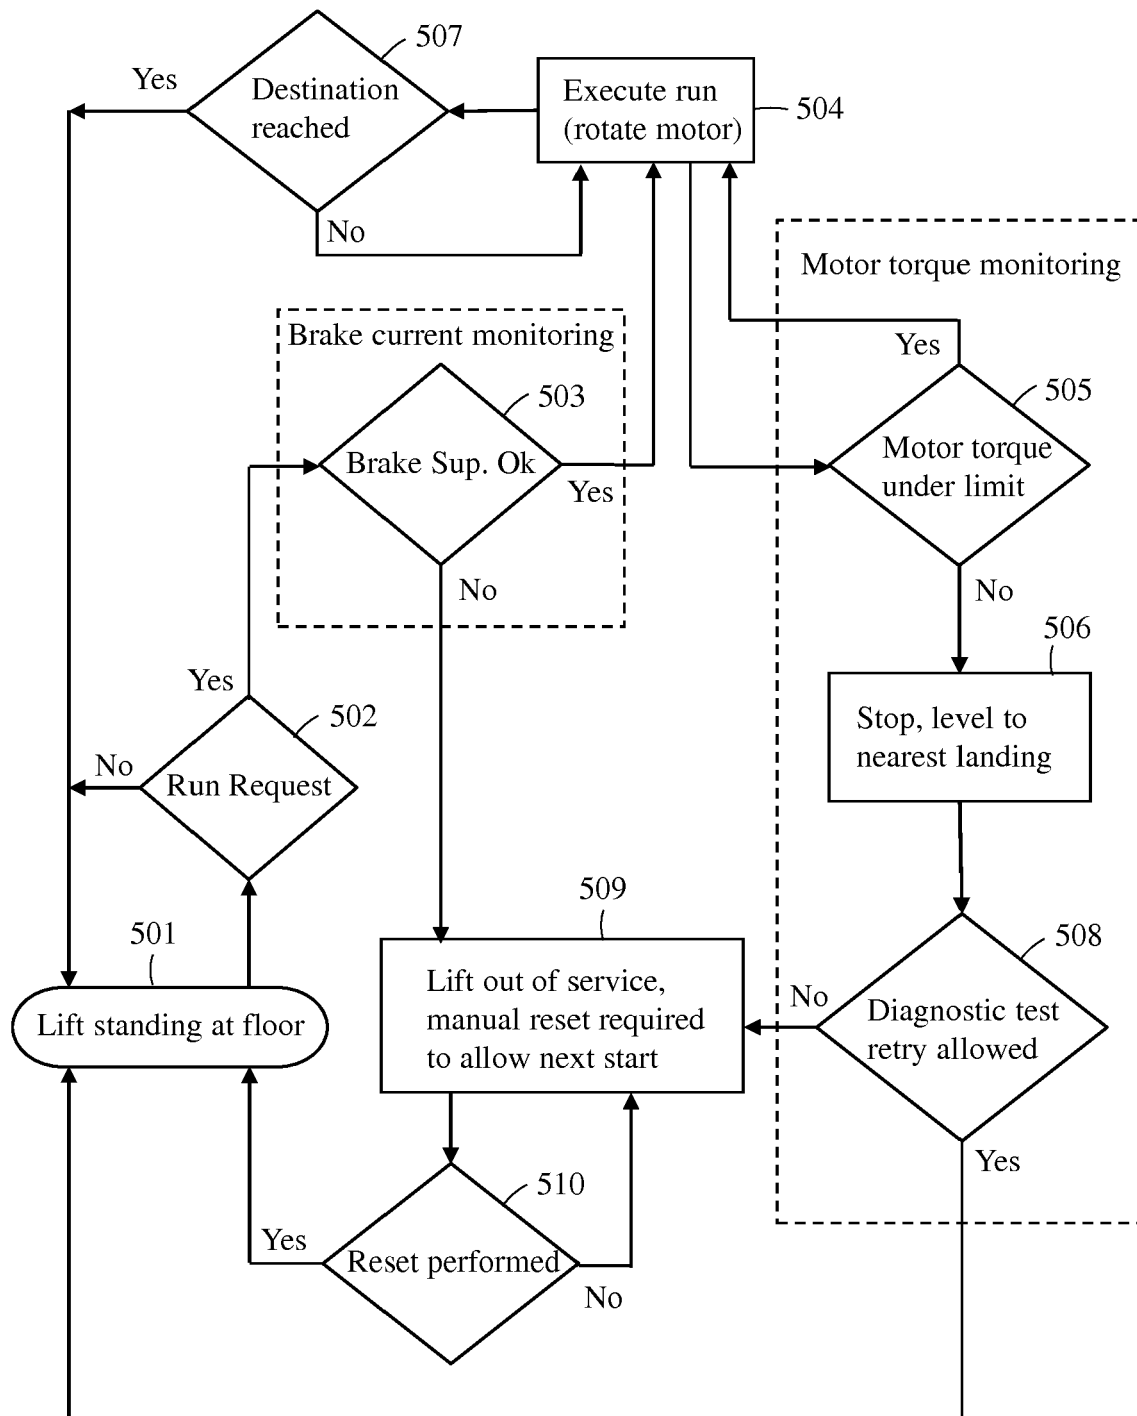 507
Yes
Destination
reached
Execute run
(rotate motor)
504
No
Motor torque monitoring
Brake current monitoring
Yes
503
505
Brake Sup. Ok
Motor torque
under limit
Yes
No
No
506
Yes
502
Stop, level to
nearest landing
No
Run Request
509
501
508
Lift out of service,
manual reset required
to allow next start
No
Diagnostic test
retry allowed
Lift standing at floor
Yes
510
Yes
Reset performed
No